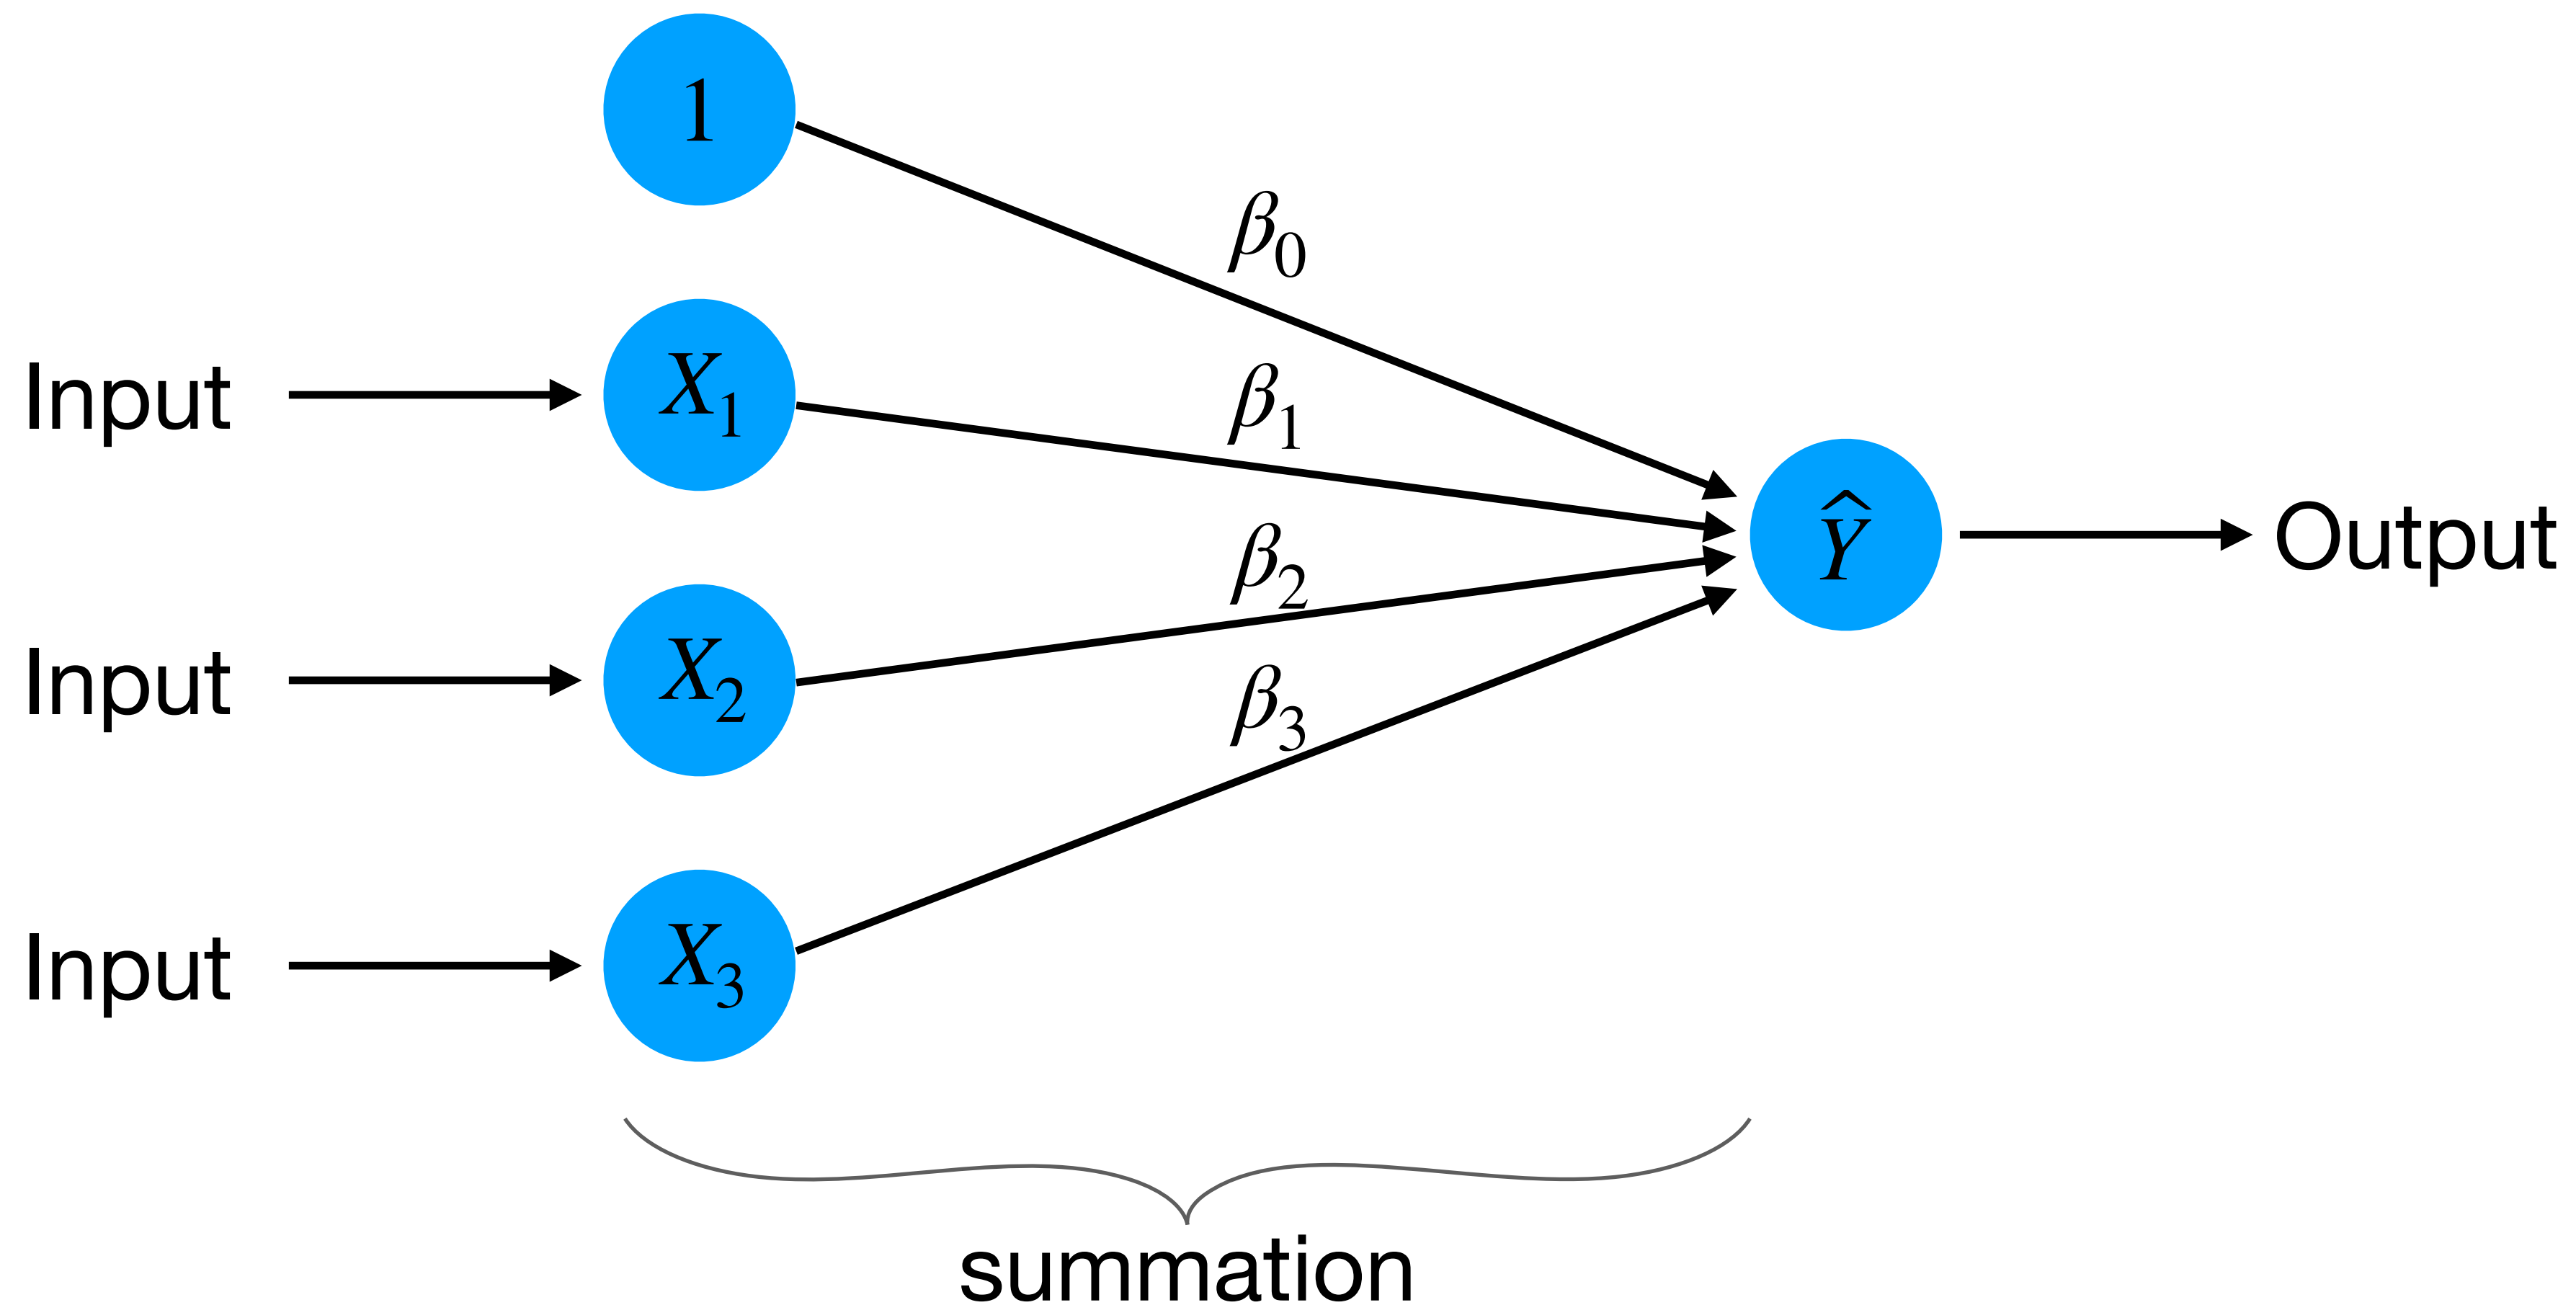 1
β₀
Input
X₁
β₁
Ŷ
Output
β₂
Input
X₂
β₃
Input
X₃
summation